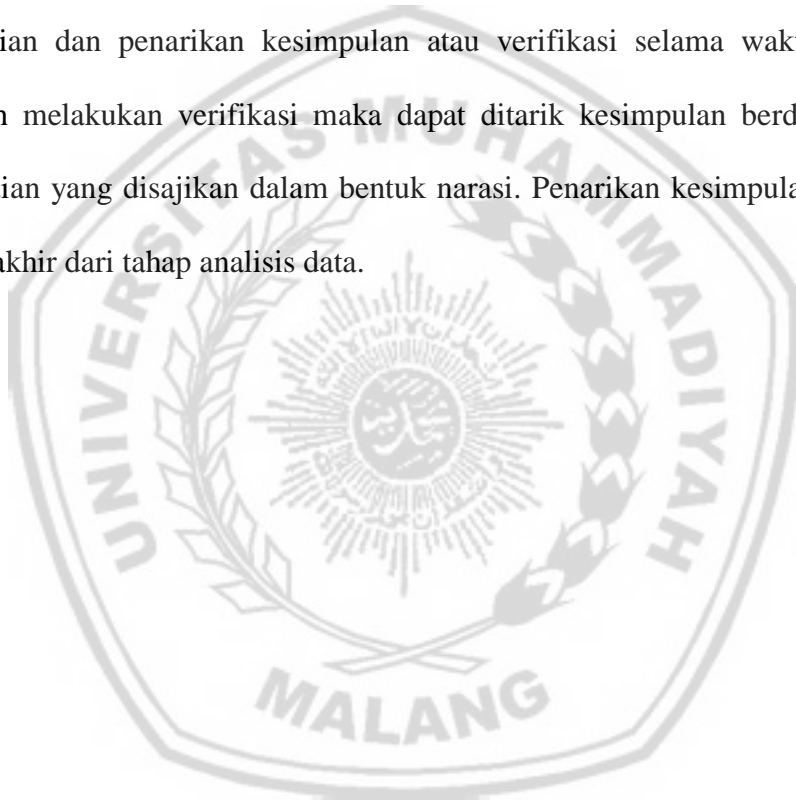 ian dan penarikan kesimpulan atau verifikasi selama wak
melakukan verifikasi maka dapat ditarik kesimpulan berd
ian yang disajikan dalam bentuk narasi. Penarikan kesimpula
akhir dari tahap analisis data.
UNIVERSITAS MUHAMMADIYAH
MALANG